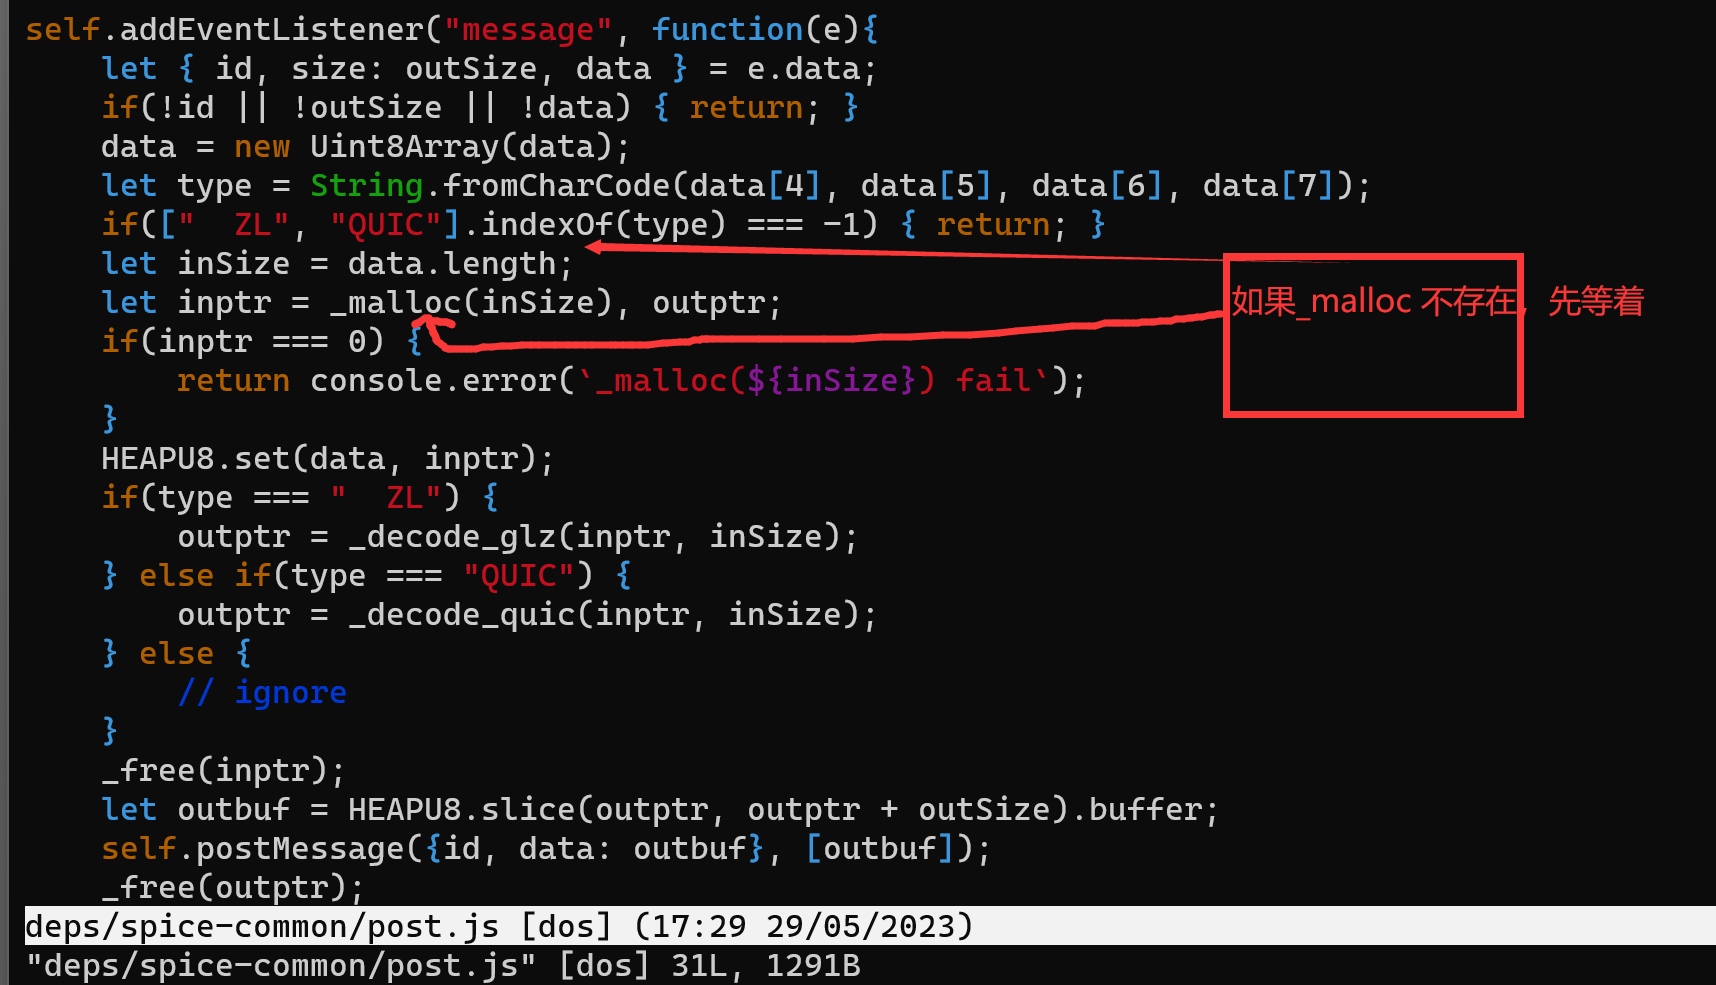 self.addEventListener("message", function(e){
    let { id, size: outSize, data } = e.data;
    if(!id || !outSize || !data) { return; }
    data = new Uint8Array(data);
    let type = String.fromCharCode(data[4], data[5], data[6], data[7]);
    if(["  ZL", "QUIC"].indexOf(type) === -1) { return; }
    let inSize = data.length;
    let inptr = _malloc(inSize), outptr;
如果_malloc 不存在，先等着
    if(inptr === 0) {
        return console.error(`_malloc(${inSize}) fail`);
    }
    HEAPU8.set(data, inptr);
    if(type === "  ZL") {
        outptr = _decode_glz(inptr, inSize);
    } else if(type === "QUIC") {
        outptr = _decode_quic(inptr, inSize);
    } else {
        // ignore
    }
    _free(inptr);
    let outbuf = HEAPU8.slice(outptr, outptr + outSize).buffer;
    self.postMessage({id, data: outbuf}, [outbuf]);
    _free(outptr);
deps/spice-common/post.js [dos] (17:29 29/05/2023)
"deps/spice-common/post.js" [dos] 31L, 1291B